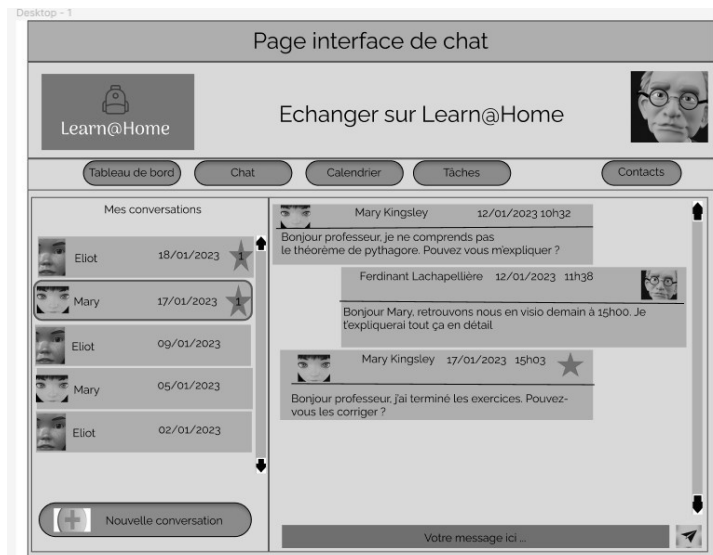 Desktop - 1
Page interface de chat
Learn@Home
Echanger sur Learn@Home
Tableau de bord
Chat
Calendrier
Tâches
Contacts
Mes conversations
Eliot 18/01/2023 1
Mary 17/01/2023 1
Eliot 09/01/2023
Mary 05/01/2023
Eliot 02/01/2023
Nouvelle conversation
Mary Kingsley 12/01/2023 10h32
Bonjour professeur, je ne comprends pas
le théorème de pythagore. Pouvez vous m'expliquer ?
Ferdinant Lachapellière 12/01/2023 11h38
Bonjour Mary, retrouvons nous en visio demain à 15h00. Je
t'expliquerai tout ça en détail
Mary Kingsley 17/01/2023 15h03
Bonjour professeur, j'ai terminé les exercices. Pouvez-
vous les corriger ?
Votre message ici ...